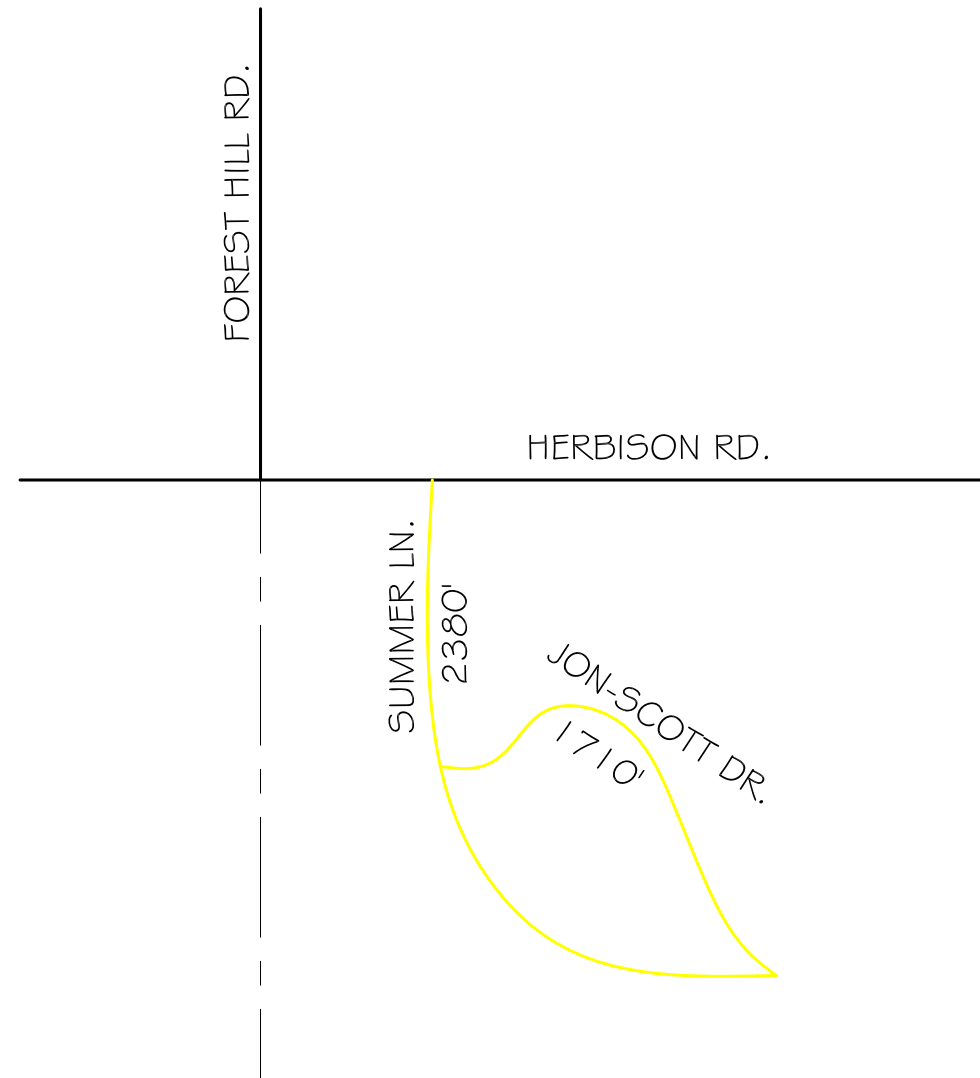 FOREST HILL RD.
HERBISON RD.
SUMMER LN.
2380'
JON-SCOTT DR.
1710'